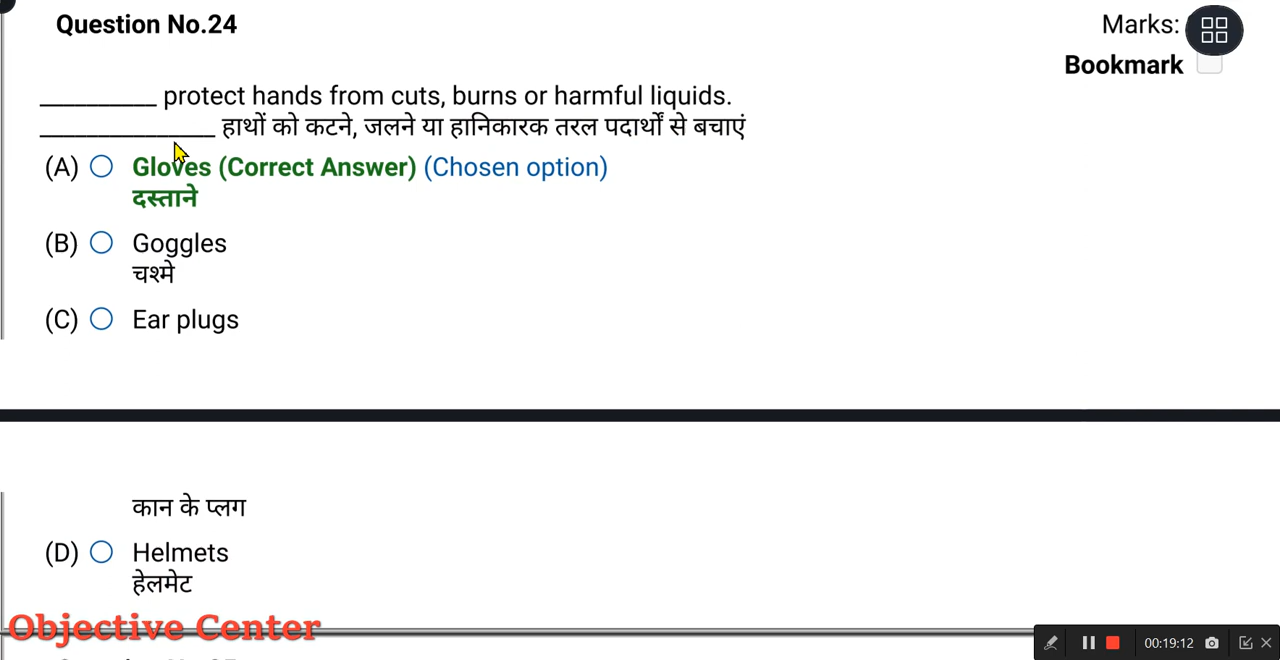 Question No.24
Marks:
Bookmark
__________ protect hands from cuts, burns or harmful liquids.
_______________ हाथों को कटने, जलने या हानिकारक तरल पदार्थों से बचाएं
(A) Gloves (Correct Answer) (Chosen option)
दस्ताने
(B) Goggles
चश्मे
(C) Ear plugs
कान के प्लग
(D) Helmets
हेलमेट
Objective Center
00:19:12